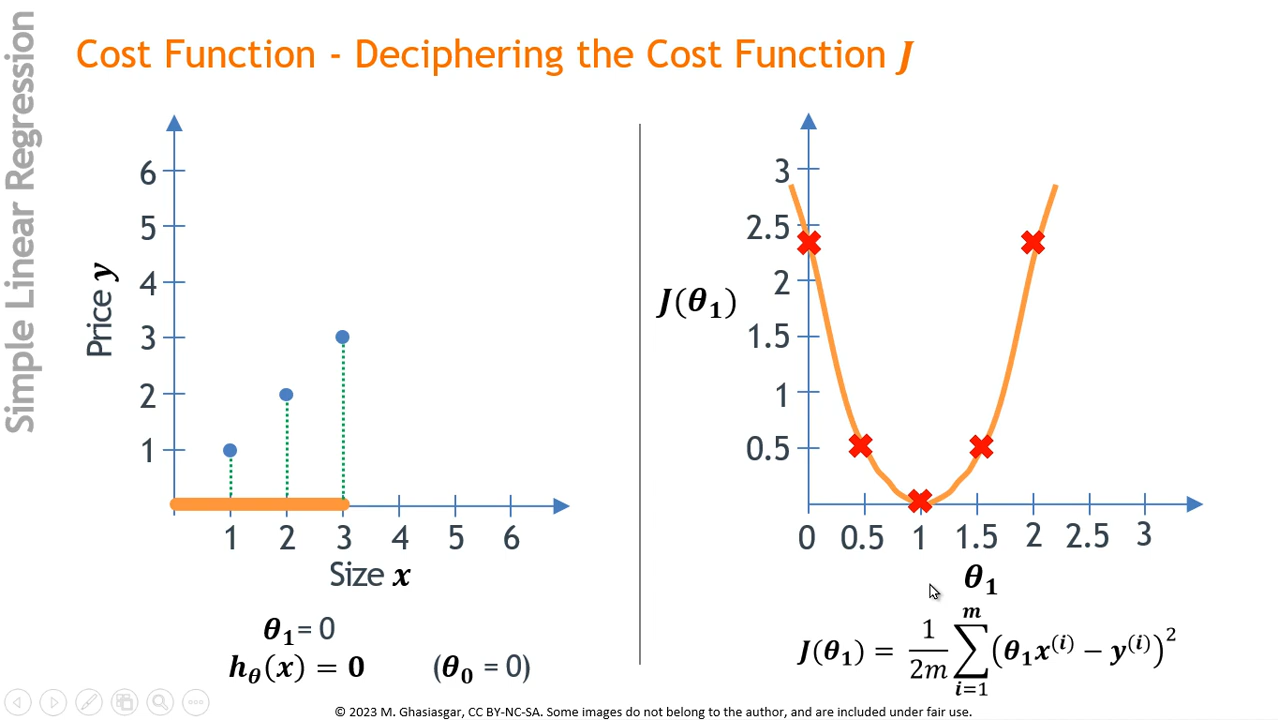 Simple Linear Regression
Cost Function - Deciphering the Cost Function J
6
5
4
3
2
1
Price y
1 2 3 4 5 6
Size x
θ₁ = 0
h_θ(x) = 0 (θ₀ = 0)
3
2.5
2
1.5
1
0.5
J(θ₁)
0 0.5 1 1.5 2 2.5 3
θ₁
J(θ₁) = 1/2m ∑_{i=1}^{m} (θ₁x⁽ⁱ⁾ − y⁽ⁱ⁾)²
© 2023 M. Ghasiasgar, CC BY-NC-SA. Some images do not belong to the author, and are included under fair use.